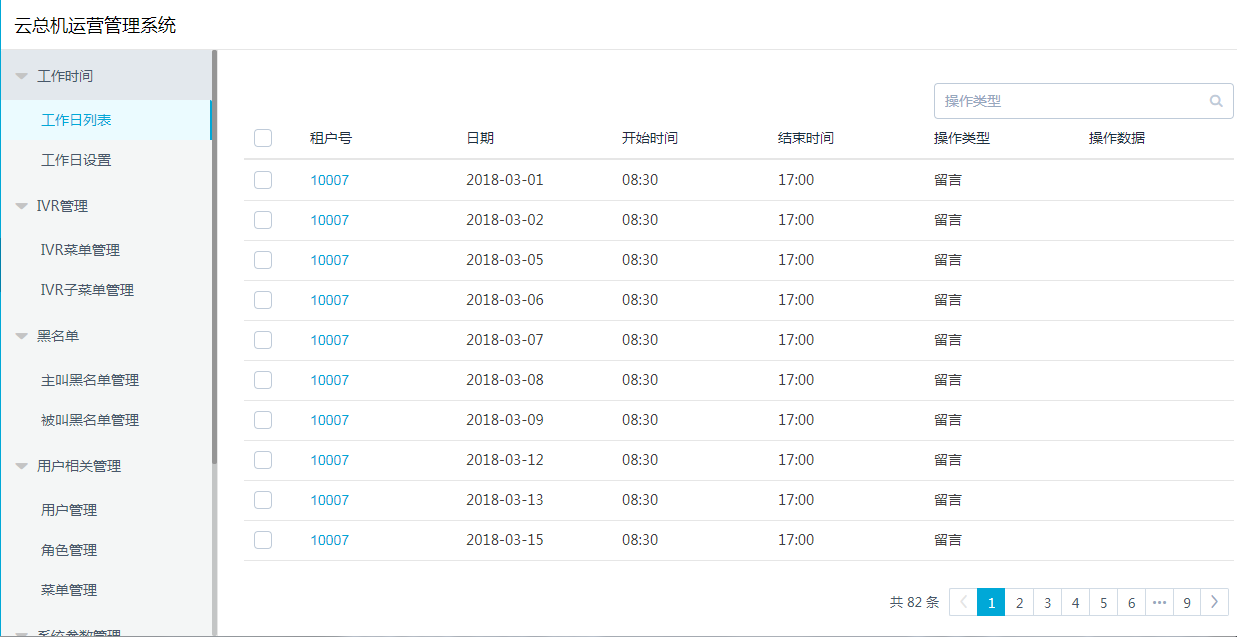 云总机运营管理系统
工作时间
工作日列表
工作日设置
IVR管理
IVR菜单管理
IVR子菜单管理
黑名单
主叫黑名单管理
被叫黑名单管理
用户相关管理
用户管理
角色管理
菜单管理
系统参数管理
操作类型
租户号 日期 开始时间 结束时间 操作类型 操作数据
10007 2018-03-01 08:30 17:00 留言
10007 2018-03-02 08:30 17:00 留言
10007 2018-03-05 08:30 17:00 留言
10007 2018-03-06 08:30 17:00 留言
10007 2018-03-07 08:30 17:00 留言
10007 2018-03-08 08:30 17:00 留言
10007 2018-03-09 08:30 17:00 留言
10007 2018-03-12 08:30 17:00 留言
10007 2018-03-13 08:30 17:00 留言
10007 2018-03-15 08:30 17:00 留言
共 82 条 1 2 3 4 5 6 ••• 9